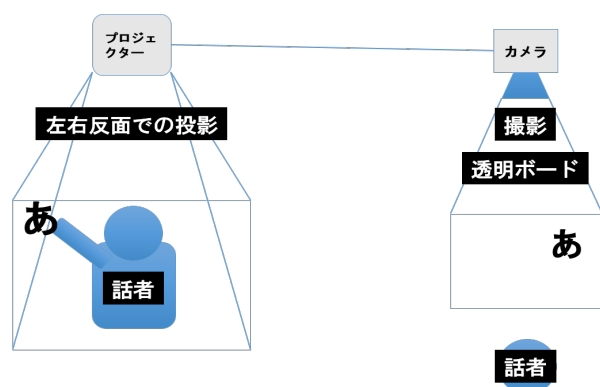 プロジェ
クター
カメラ
左右反面での投影
撮影
透明ボード
あ
あ
話者
話者